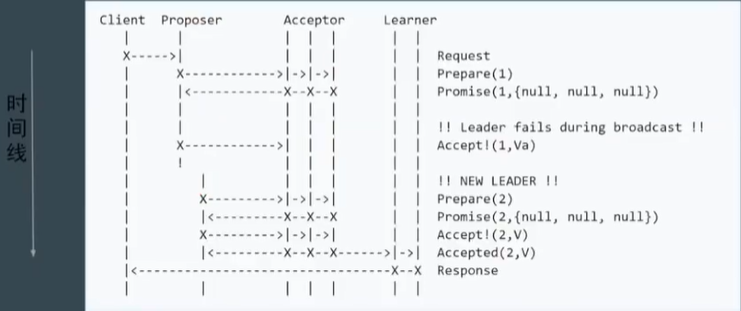 时间线
Client Proposer Acceptor Learner
| | | | | | |
X----->| | | | | | Request
| X------------>|->|->| | | Prepare(1)
| |<------------X--X--X | | Promise(1,{null, null, null})
| | | | | | |
| | | | | | | !! Leader fails during broadcast !!
| X------------>| | | | | Accept!(1,Va)
| ! | | | | |
| | | | | | | !! NEW LEADER !!
| X--------->|->|->| | | Prepare(2)
| |<---------X--X--X | | Promise(2,{null, null, null})
| X--------->|->|->| | | Accept!(2,V)
| |<---------X--X--X------>|->| Accepted(2,V)
|<---------------------------------X--X Response
| | | | | | |